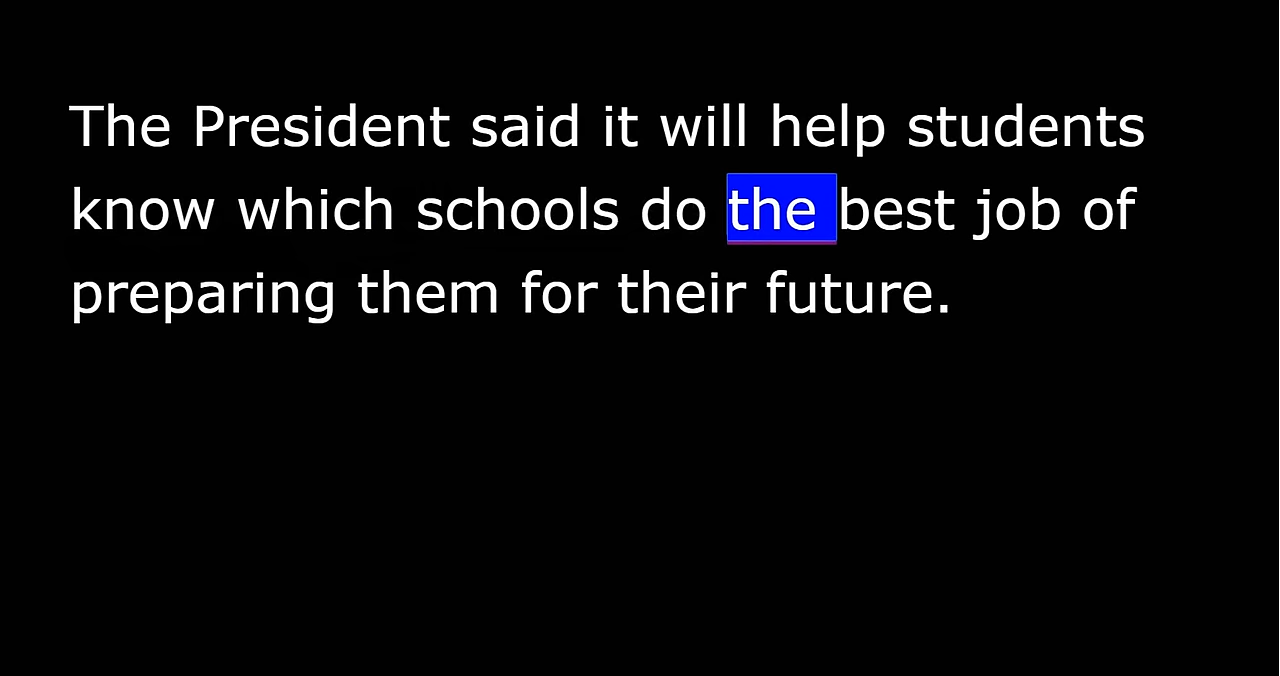 The President said it will help students
know which schools do the best job of
preparing them for their future.